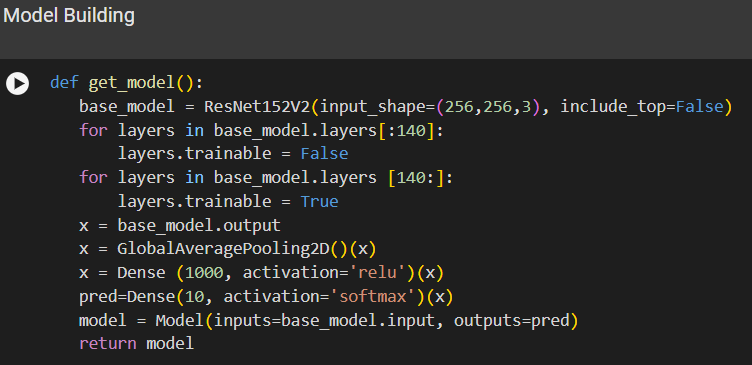 Model Building
def get_model():
    base_model = ResNet152V2(input_shape=(256,256,3), include_top=False)
    for layers in base_model.layers[:140]:
        layers.trainable = False
    for layers in base_model.layers [140:]:
        layers.trainable = True
    x = base_model.output
    x = GlobalAveragePooling2D()(x)
    x = Dense (1000, activation='relu')(x)
    pred=Dense(10, activation='softmax')(x)
    model = Model(inputs=base_model.input, outputs=pred)
    return model